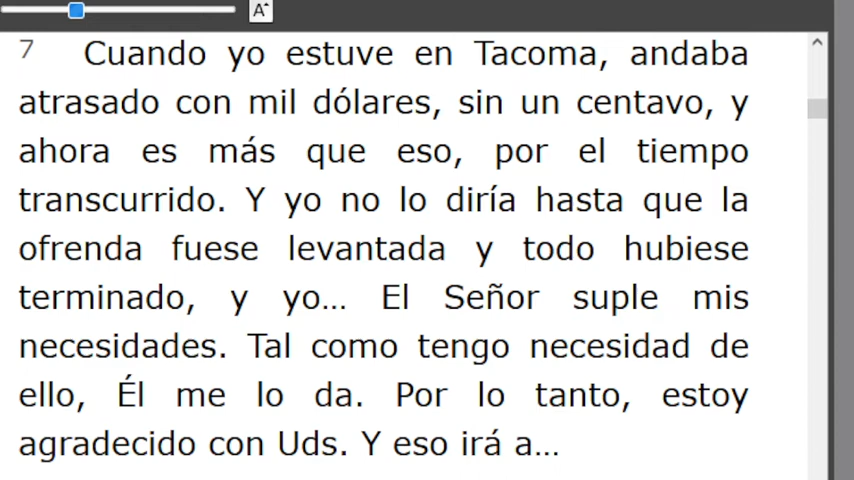 A
7 Cuando yo estuve en Tacoma, andaba
atrasado con mil dólares, sin un centavo, y
ahora es más que eso, por el tiempo
transcurrido. Y yo no lo diría hasta que la
ofrenda fuese levantada y todo hubiese
terminado, y yo... El Señor suple mis
necesidades. Tal como tengo necesidad de
ello, Él me lo da. Por lo tanto, estoy
agradecido con Uds. Y eso irá a...